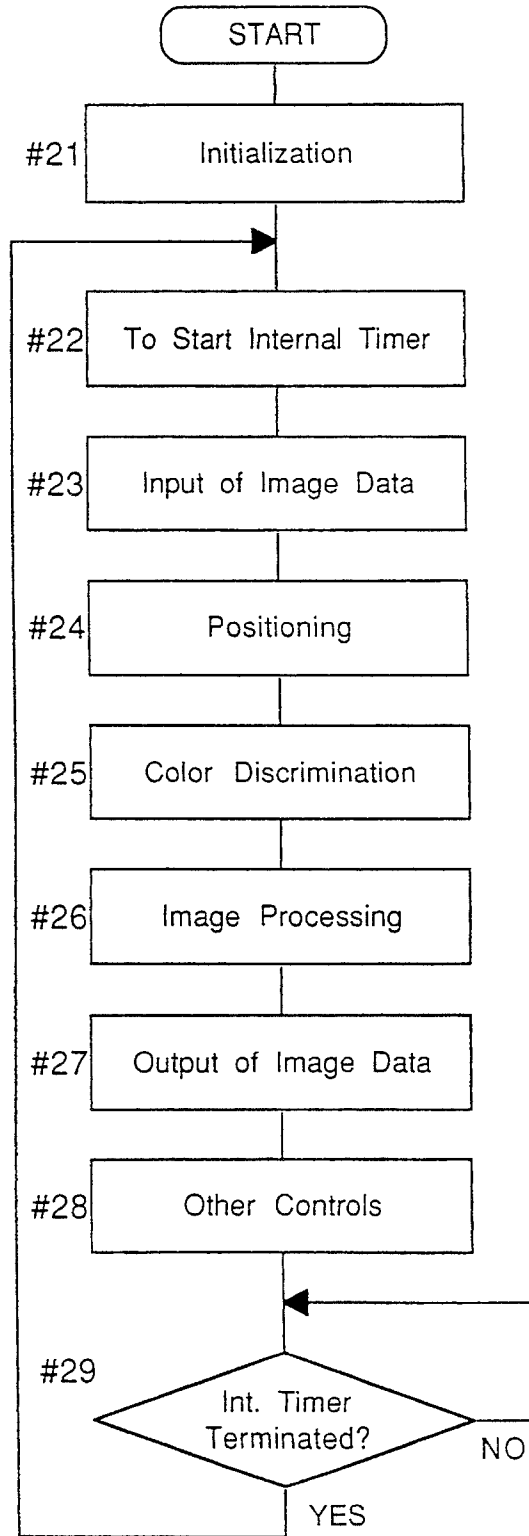 START
#21 Initialization
#22 To Start Internal Timer
#23 Input of Image Data
#24 Positioning
#25 Color Discrimination
#26 Image Processing
#27 Output of Image Data
#28 Other Controls
#29
Int. Timer
Terminated?
NO
YES